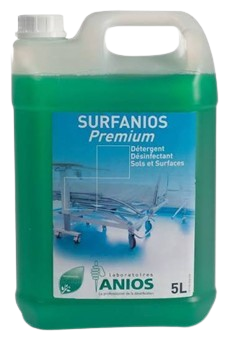 SURFANIOS
Premium
Détergent
Désinfectant
Sols et Surfaces
laboratoires
ANIOS
5L